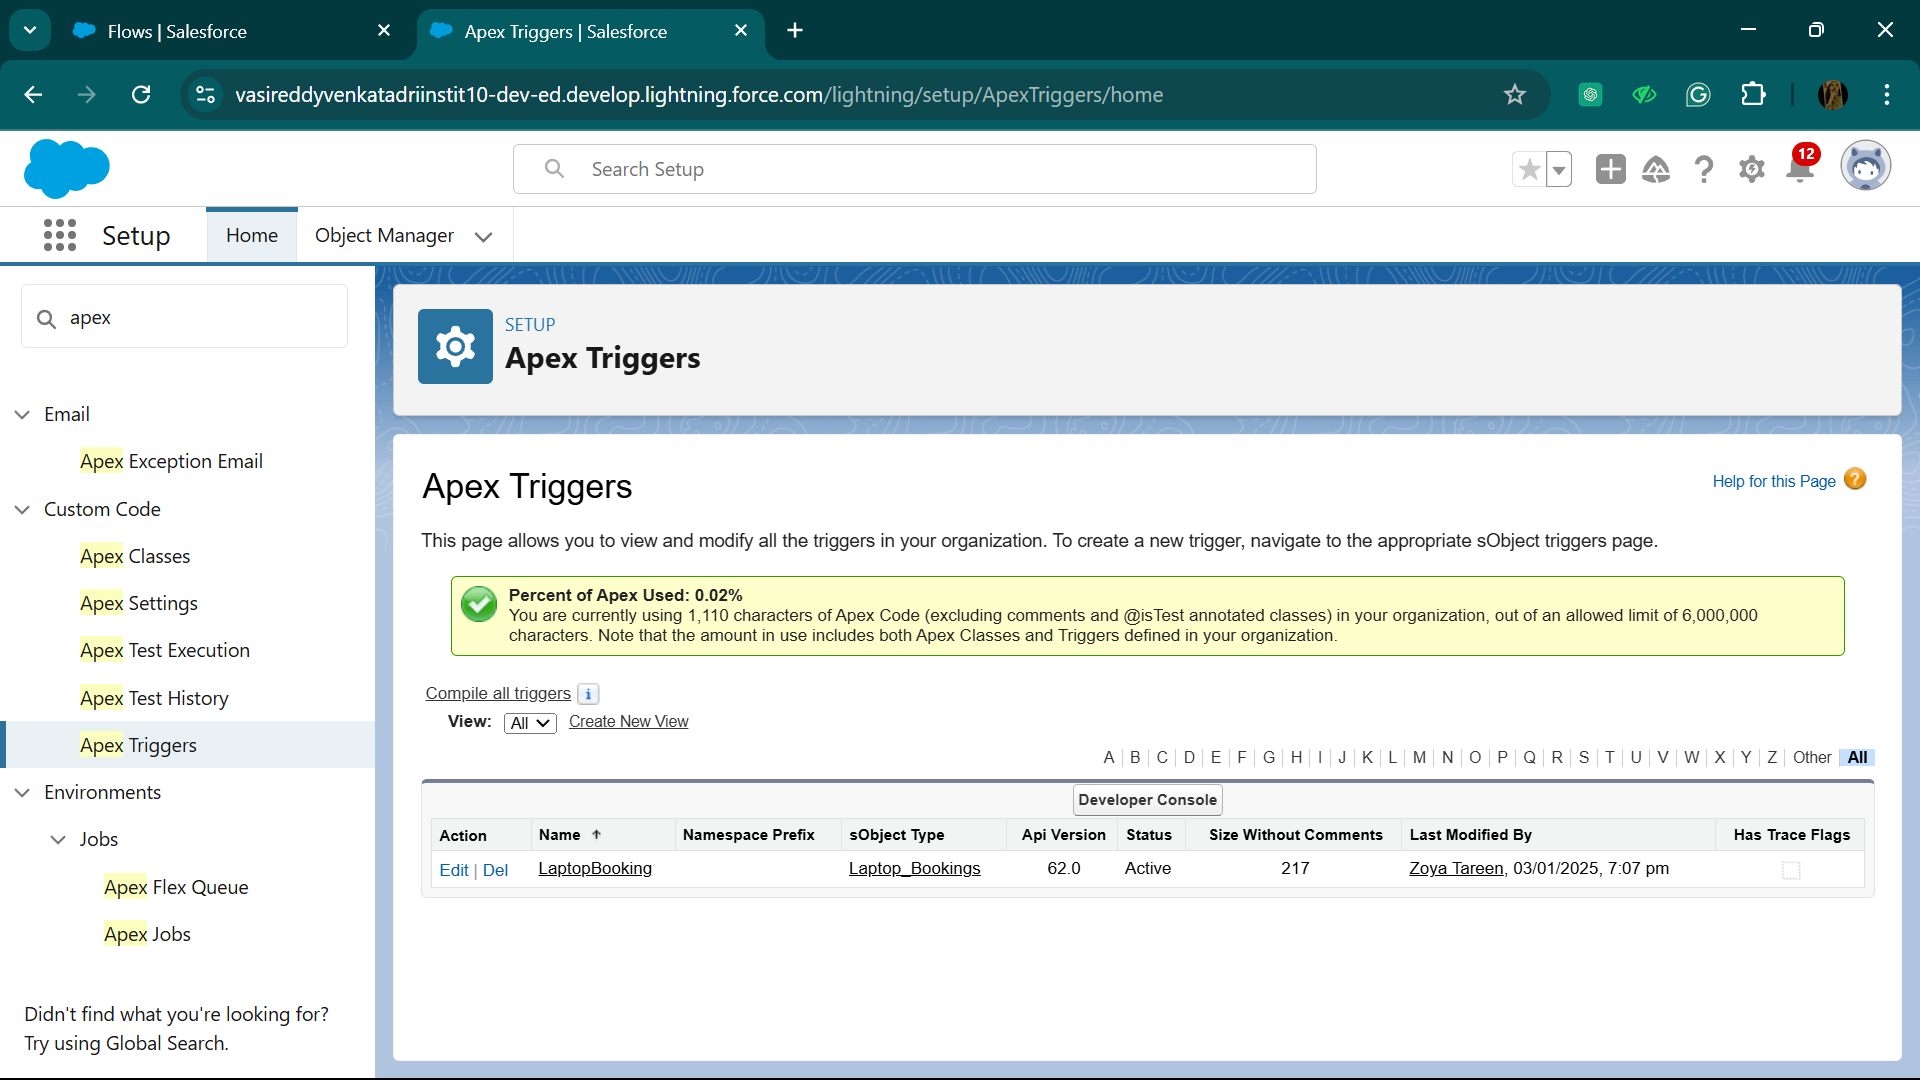 Flows | Salesforce
Apex Triggers | Salesforce
vasireddyvenkatadriinstit10-dev-ed.develop.lightning.force.com/lightning/setup/ApexTriggers/home
Search Setup
12
Setup
Home
Object Manager
apex
Email
Apex Exception Email
Custom Code
Apex Classes
Apex Settings
Apex Test Execution
Apex Test History
Apex Triggers
Environments
Jobs
Apex Flex Queue
Apex Jobs
Didn't find what you're looking for?
Try using Global Search.
SETUP
Apex Triggers
Apex Triggers
Help for this Page ?
This page allows you to view and modify all the triggers in your organization. To create a new trigger, navigate to the appropriate sObject triggers page.
Percent of Apex Used: 0.02%
You are currently using 1,110 characters of Apex Code (excluding comments and @isTest annotated classes) in your organization, out of an allowed limit of 6,000,000
characters. Note that the amount in use includes both Apex Classes and Triggers defined in your organization.
Compile all triggers i
View: All Create New View
A | B | C | D | E | F | G | H | I | J | K | L | M | N | O | P | Q | R | S | T | U | V | W | X | Y | Z | Other | All
Developer Console
Action Name ↑ Namespace Prefix sObject Type Api Version Status Size Without Comments Last Modified By Has Trace Flags
Edit | Del LaptopBooking Laptop_Bookings 62.0 Active 217 Zoya Tareen, 03/01/2025, 7:07 pm